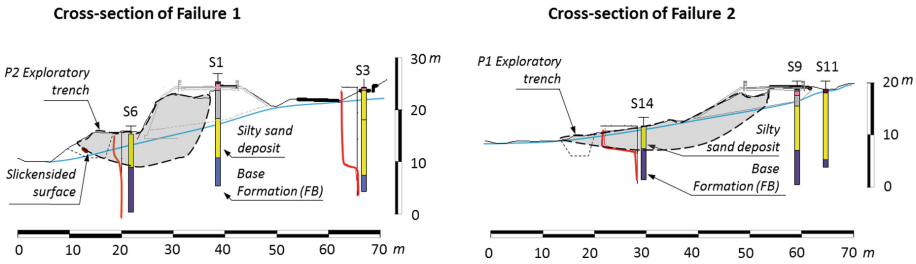 Cross-section of Failure 1
P2 Exploratory
trench
S6
S1
S3
30 m
20
10
0
Silty sand
deposit
Slickensided
surface
Base
Formation (FB)
0 10 20 30 40 50 60 70 m
Cross-section of Failure 2
P1 Exploratory
trench
S14
S9
S11
20 m
10
0
Silty
sand deposit
Base
Formation (FB)
0 10 20 30 40 50 60 70 m